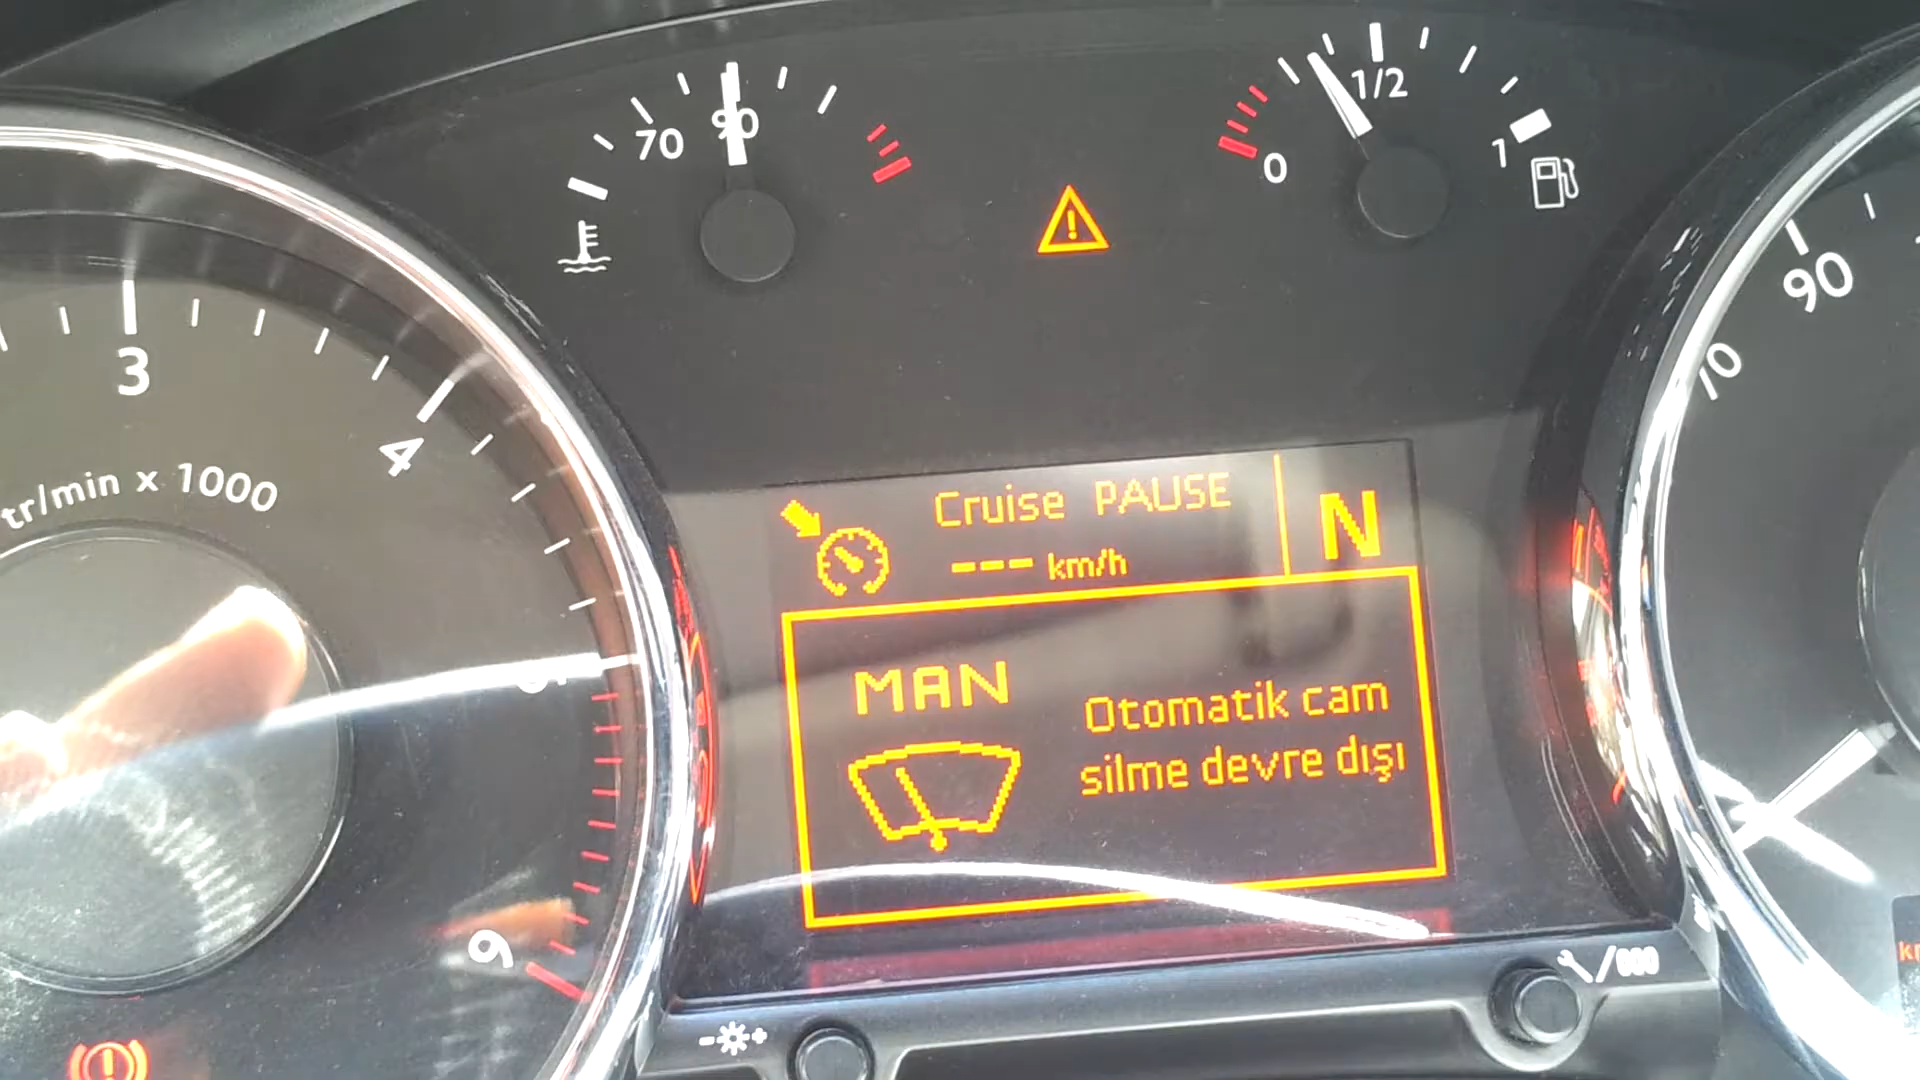 70
90
0
1/2
1
3
4
tr/min x 1000
6
Cruise PAUSE
--- km/h
N
MAN
Otomatik cam
silme devre dışı
70
90